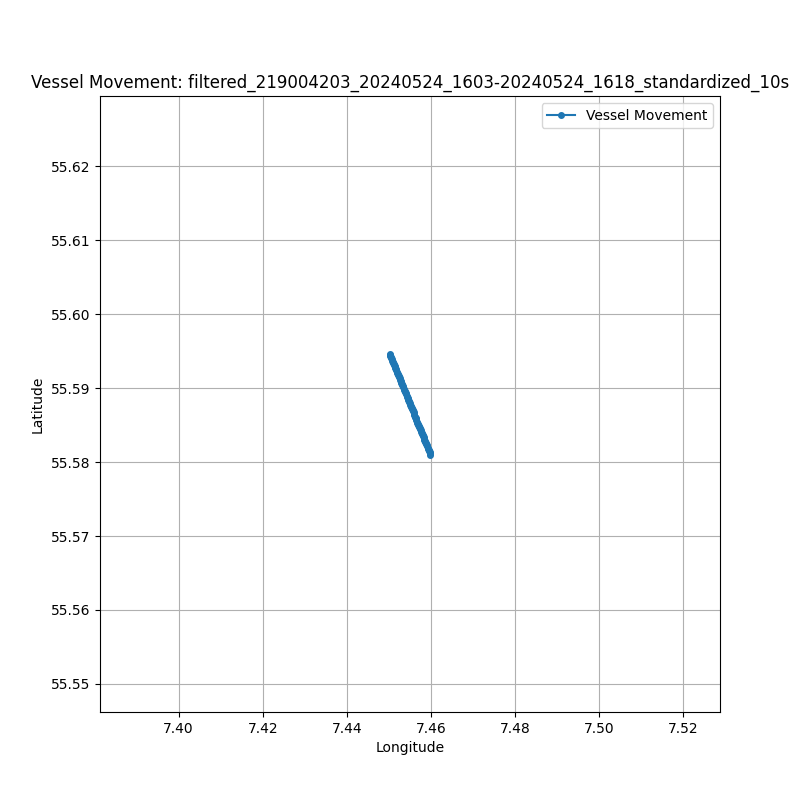 Vessel Movement: filtered_219004203_20240524_1603-20240524_1618_standardized_10s
Vessel Movement
55.62
55.61
55.60
55.59
55.58
55.57
55.56
55.55
Latitude
7.40 7.42 7.44 7.46 7.48 7.50 7.52
Longitude